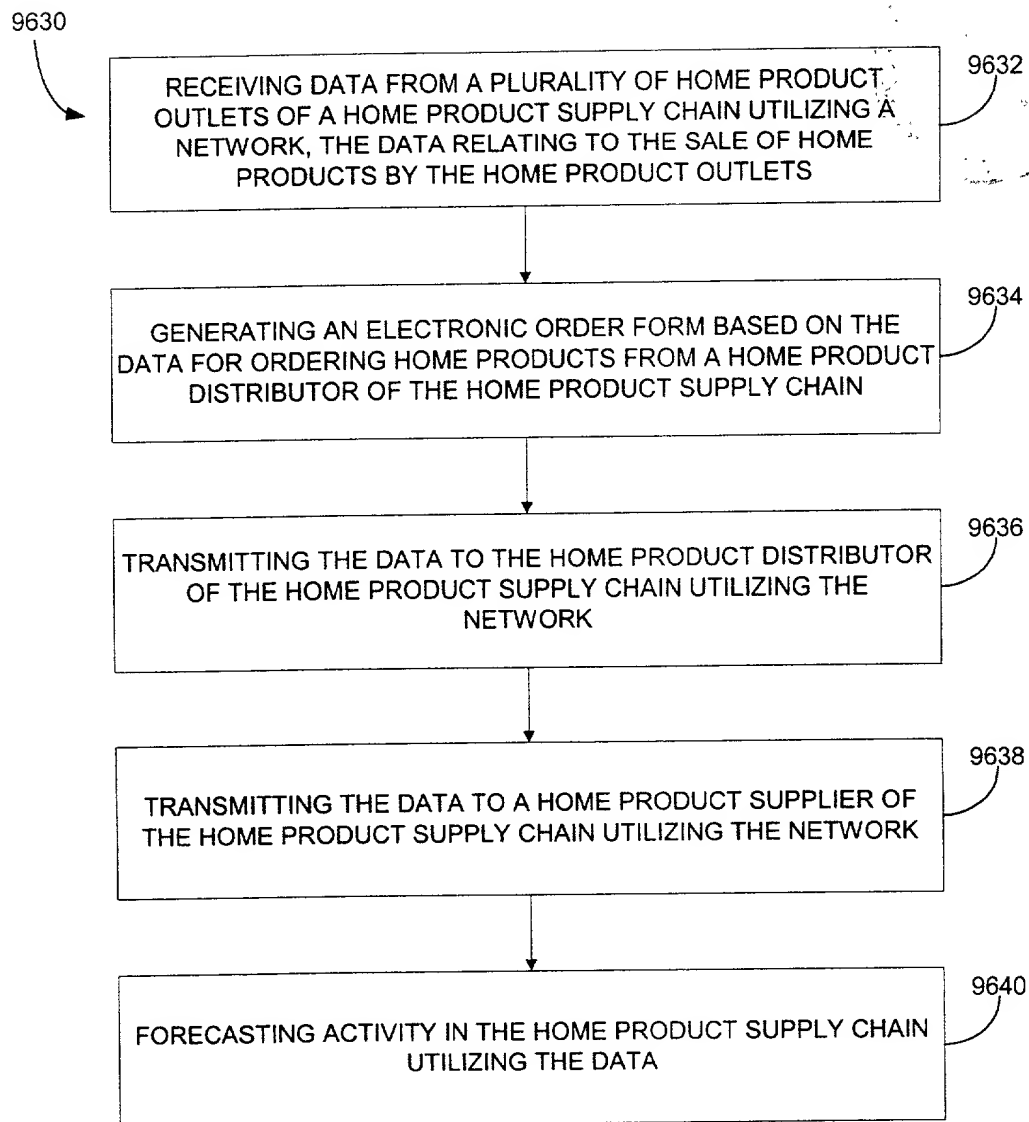 9630
RECEIVING DATA FROM A PLURALITY OF HOME PRODUCT
OUTLETS OF A HOME PRODUCT SUPPLY CHAIN UTILIZING A
NETWORK, THE DATA RELATING TO THE SALE OF HOME
PRODUCTS BY THE HOME PRODUCT OUTLETS
9632
GENERATING AN ELECTRONIC ORDER FORM BASED ON THE
DATA FOR ORDERING HOME PRODUCTS FROM A HOME PRODUCT
DISTRIBUTOR OF THE HOME PRODUCT SUPPLY CHAIN
9634
TRANSMITTING THE DATA TO THE HOME PRODUCT DISTRIBUTOR
OF THE HOME PRODUCT SUPPLY CHAIN UTILIZING THE
NETWORK
9636
TRANSMITTING THE DATA TO A HOME PRODUCT SUPPLIER OF
THE HOME PRODUCT SUPPLY CHAIN UTILIZING THE NETWORK
9638
FORECASTING ACTIVITY IN THE HOME PRODUCT SUPPLY CHAIN
UTILIZING THE DATA
9640